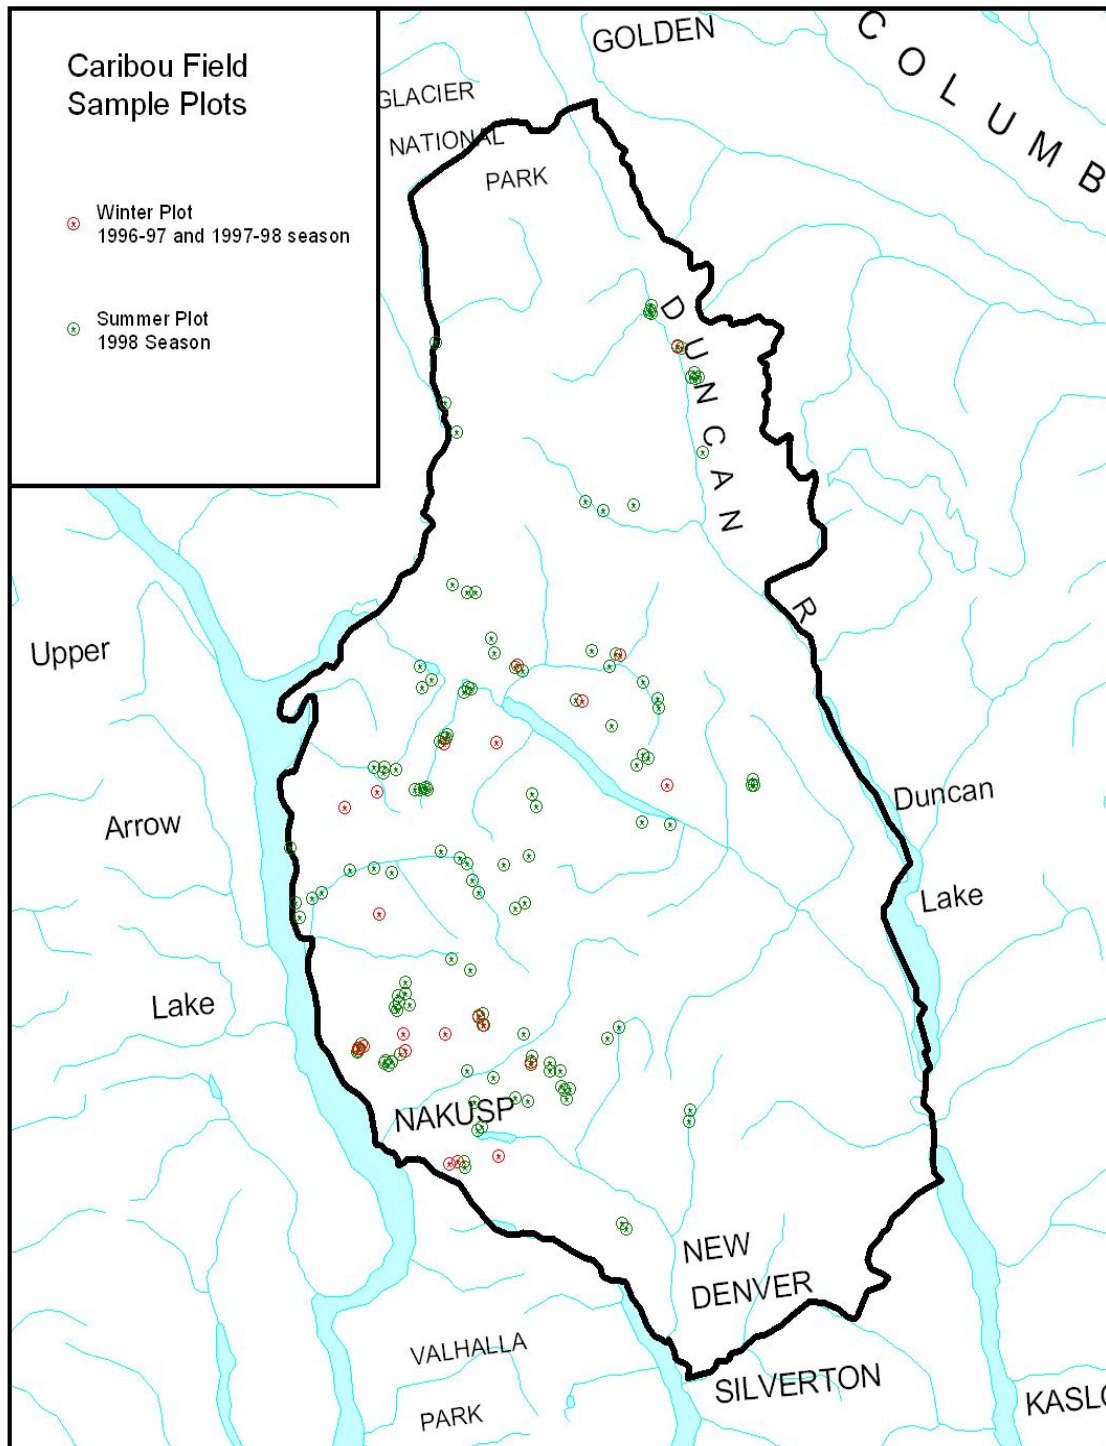 Caribou Field
Sample Plots
Winter Plot
1996-97 and 1997-98 season
Summer Plot
1998 Season
GOLDEN
COLUMB
GLACIER
NATIONAL
PARK
DUNCAN
R
Upper
Arrow
Lake
Duncan
Lake
NAKUSP
NEW
DENVER
VALHALLA
PARK
SILVERTON
KASLO